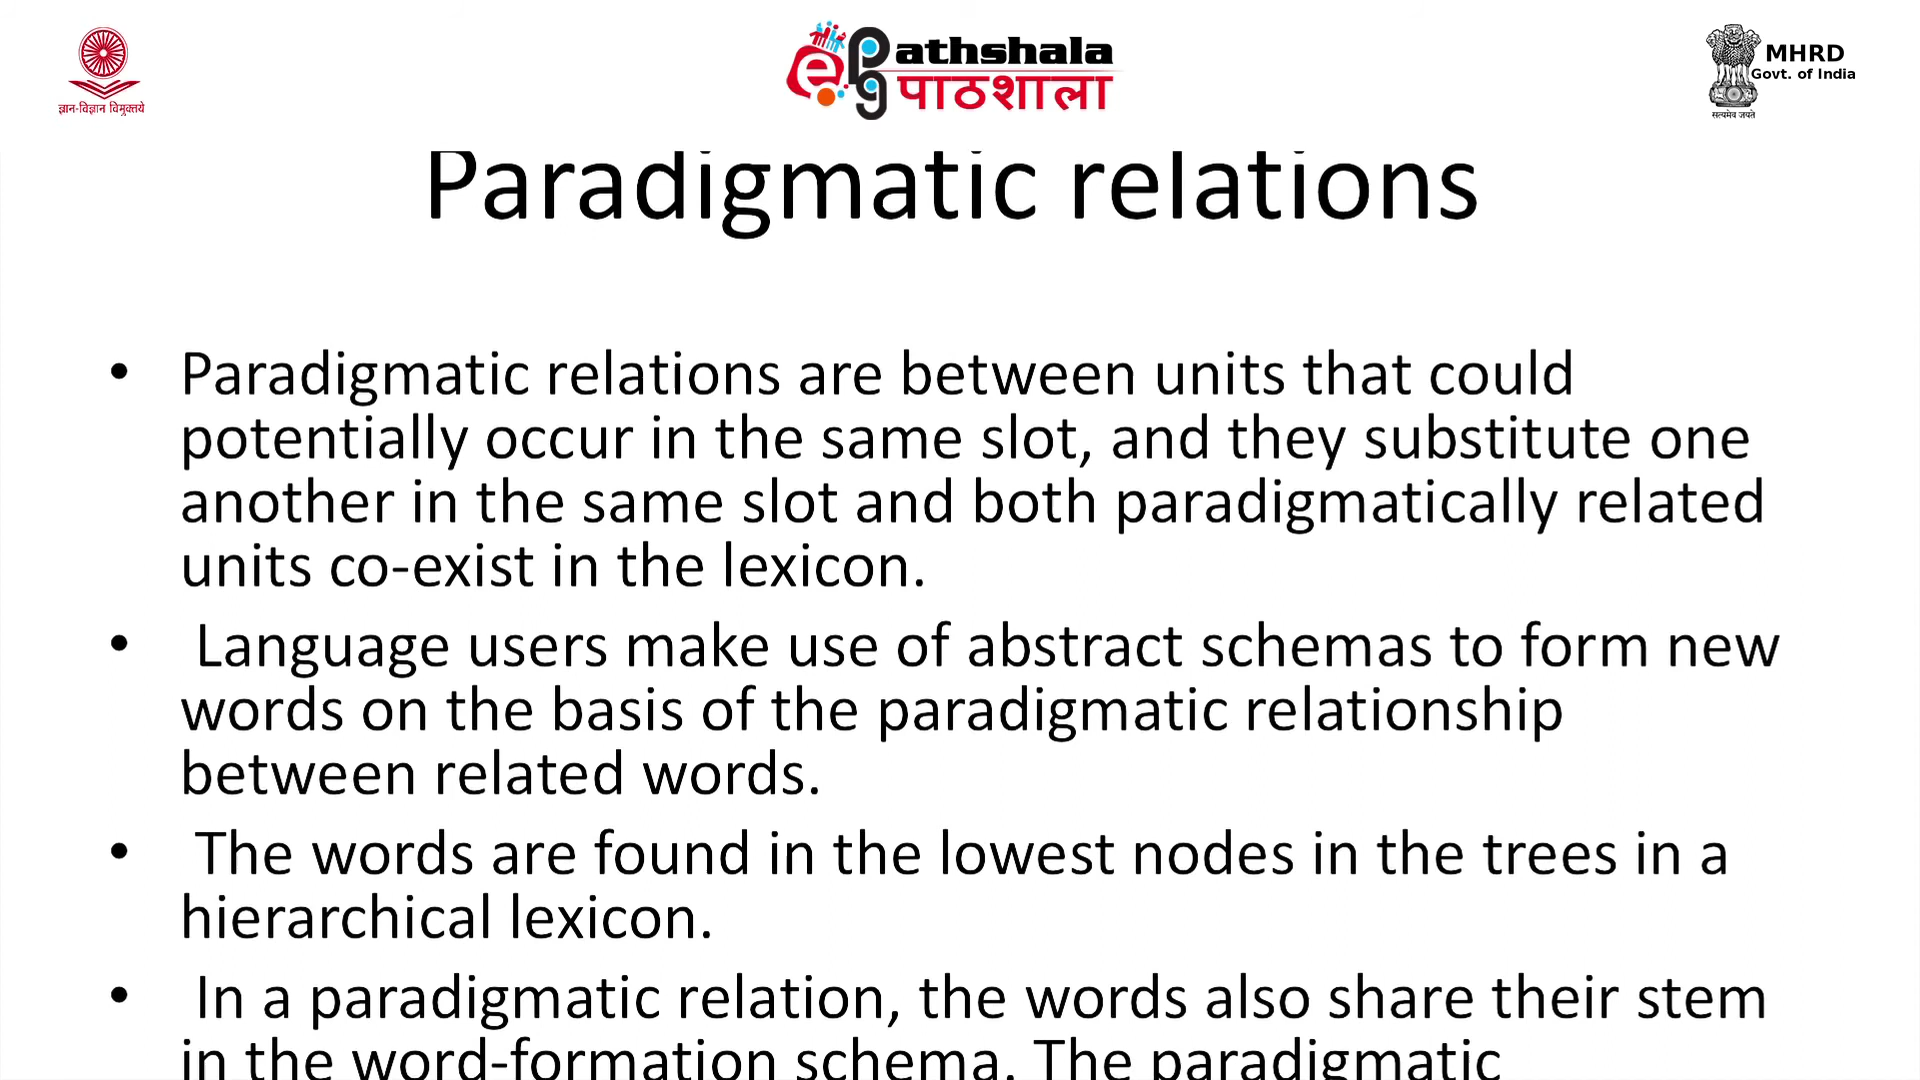 ज्ञान-विज्ञान विमुक्तये
e PG athshala
पाठशाला
MHRD
Govt. of India
सत्यमेव जयते
Paradigmatic relations
• Paradigmatic relations are between units that could
potentially occur in the same slot, and they substitute one
another in the same slot and both paradigmatically related
units co-exist in the lexicon.
• Language users make use of abstract schemas to form new
words on the basis of the paradigmatic relationship
between related words.
• The words are found in the lowest nodes in the trees in a
hierarchical lexicon.
• In a paradigmatic relation, the words also share their stem
in the word-formation schema. The paradigmatic